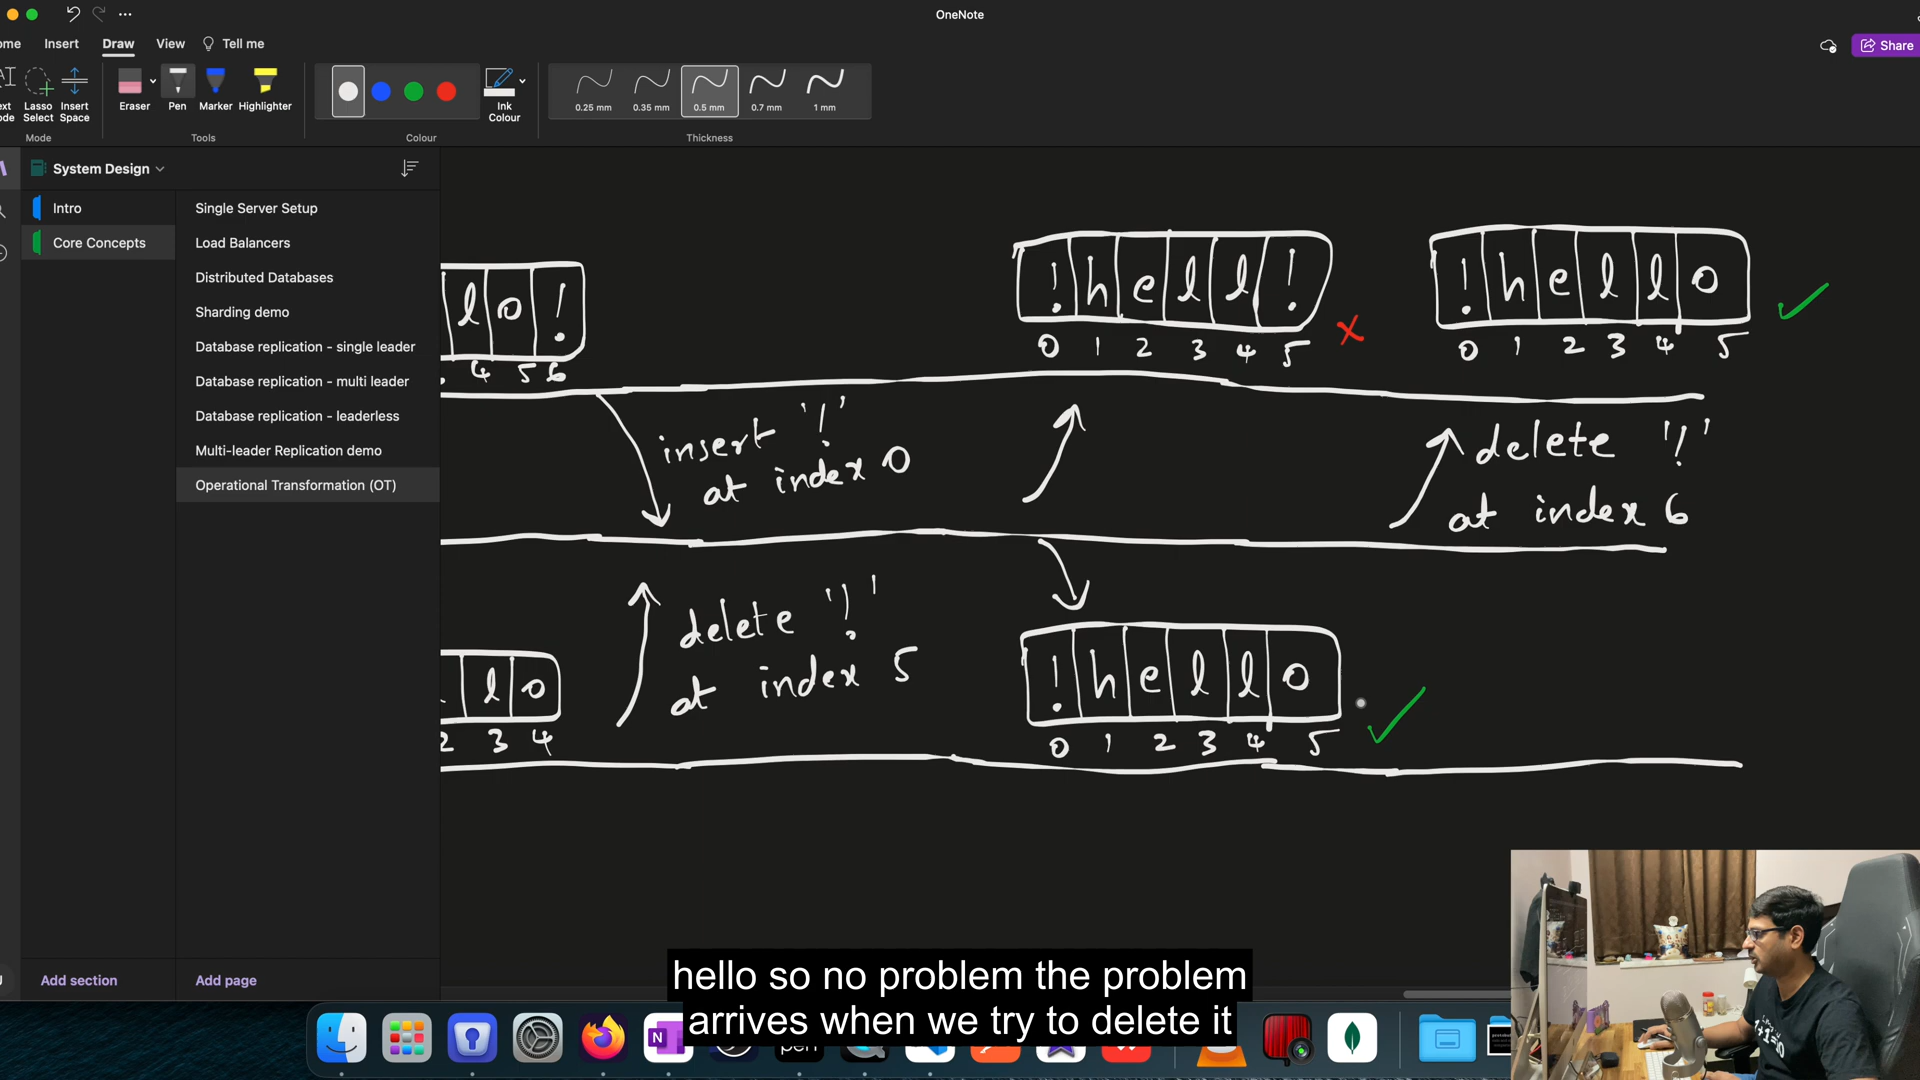 OneNote
ome Insert Draw View Tell me
Share
Lasso Select
Insert Space
Eraser
Pen
Marker
Highlighter
Ink Colour
0.25 mm
0.35 mm
0.5 mm
0.7 mm
1 mm
Mode
Tools
Colour
Thickness
System Design
Intro
Core Concepts
Single Server Setup
Load Balancers
Distributed Databases
Sharding demo
Database replication - single leader
Database replication - multi leader
Database replication - leaderless
Multi-leader Replication demo
Operational Transformation (OT)
Add section
Add page
l o !
4 5 6
! h e l l !
0 1 2 3 4 5
x
! h e l l o
0 1 2 3 4 5
insert '!'
at index 0
delete '!'
at index 6
delete '!'
at index 5
l o
2 3 4
! h e l l o
0 1 2 3 4 5
hello so no problem the problem
arrives when we try to delete it